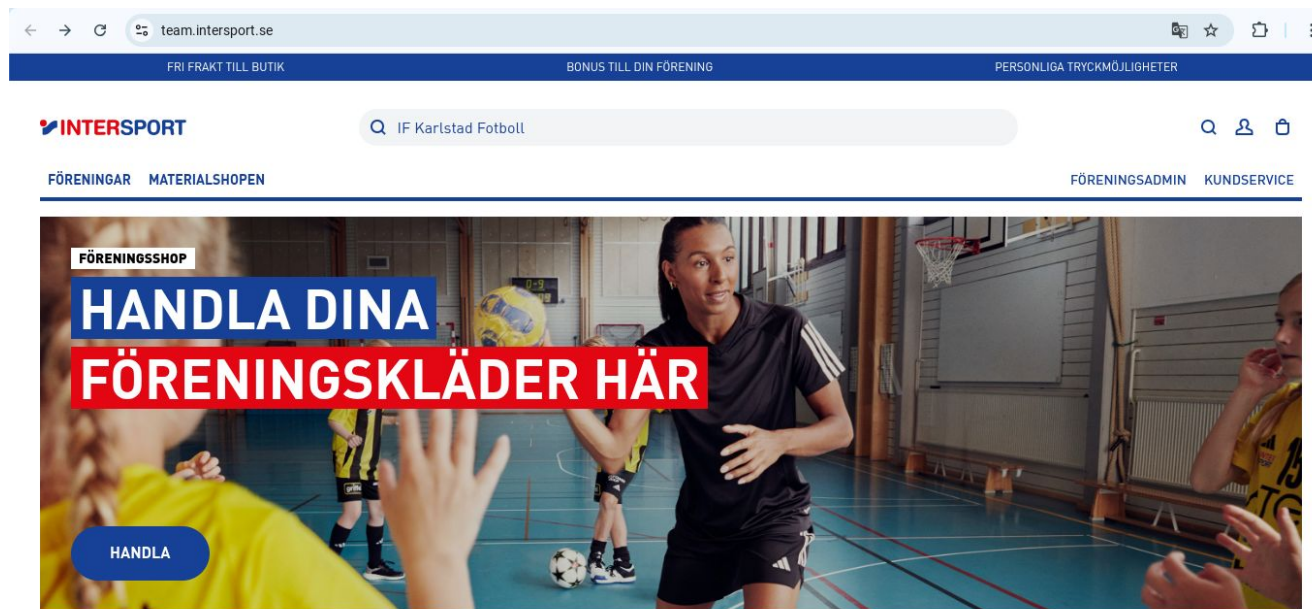 team.intersport.se
FRI FRAKT TILL BUTIK
BONUS TILL DIN FÖRENING
PERSONLIGA TRYCKMÖJLIGHETER
INTERSPORT
IF Karlstad Fotboll
FÖRENINGAR
MATERIALSHOPEN
FÖRENINGSADMIN
KUNDSERVICE
FÖRENINGSSHOP
HANDLA DINA
FÖRENINGSKLÄDER HÄR
HANDLA